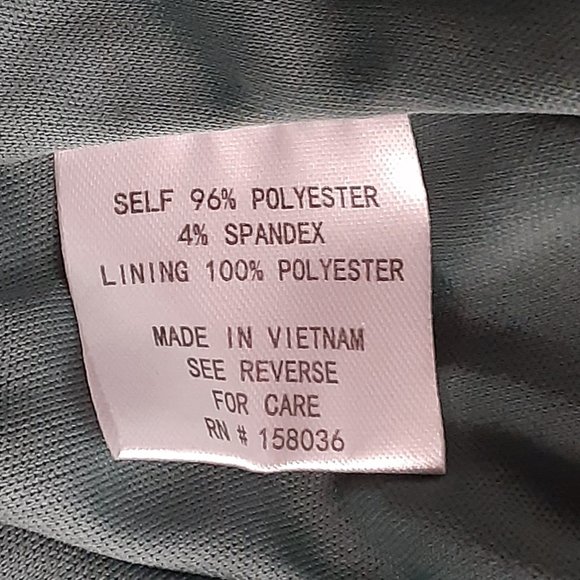 SELF 96% POLYESTER
4% SPANDEX
LINING 100% POLYESTER
MADE IN VIETNAM
SEE REVERSE
FOR CARE
RN # 158036